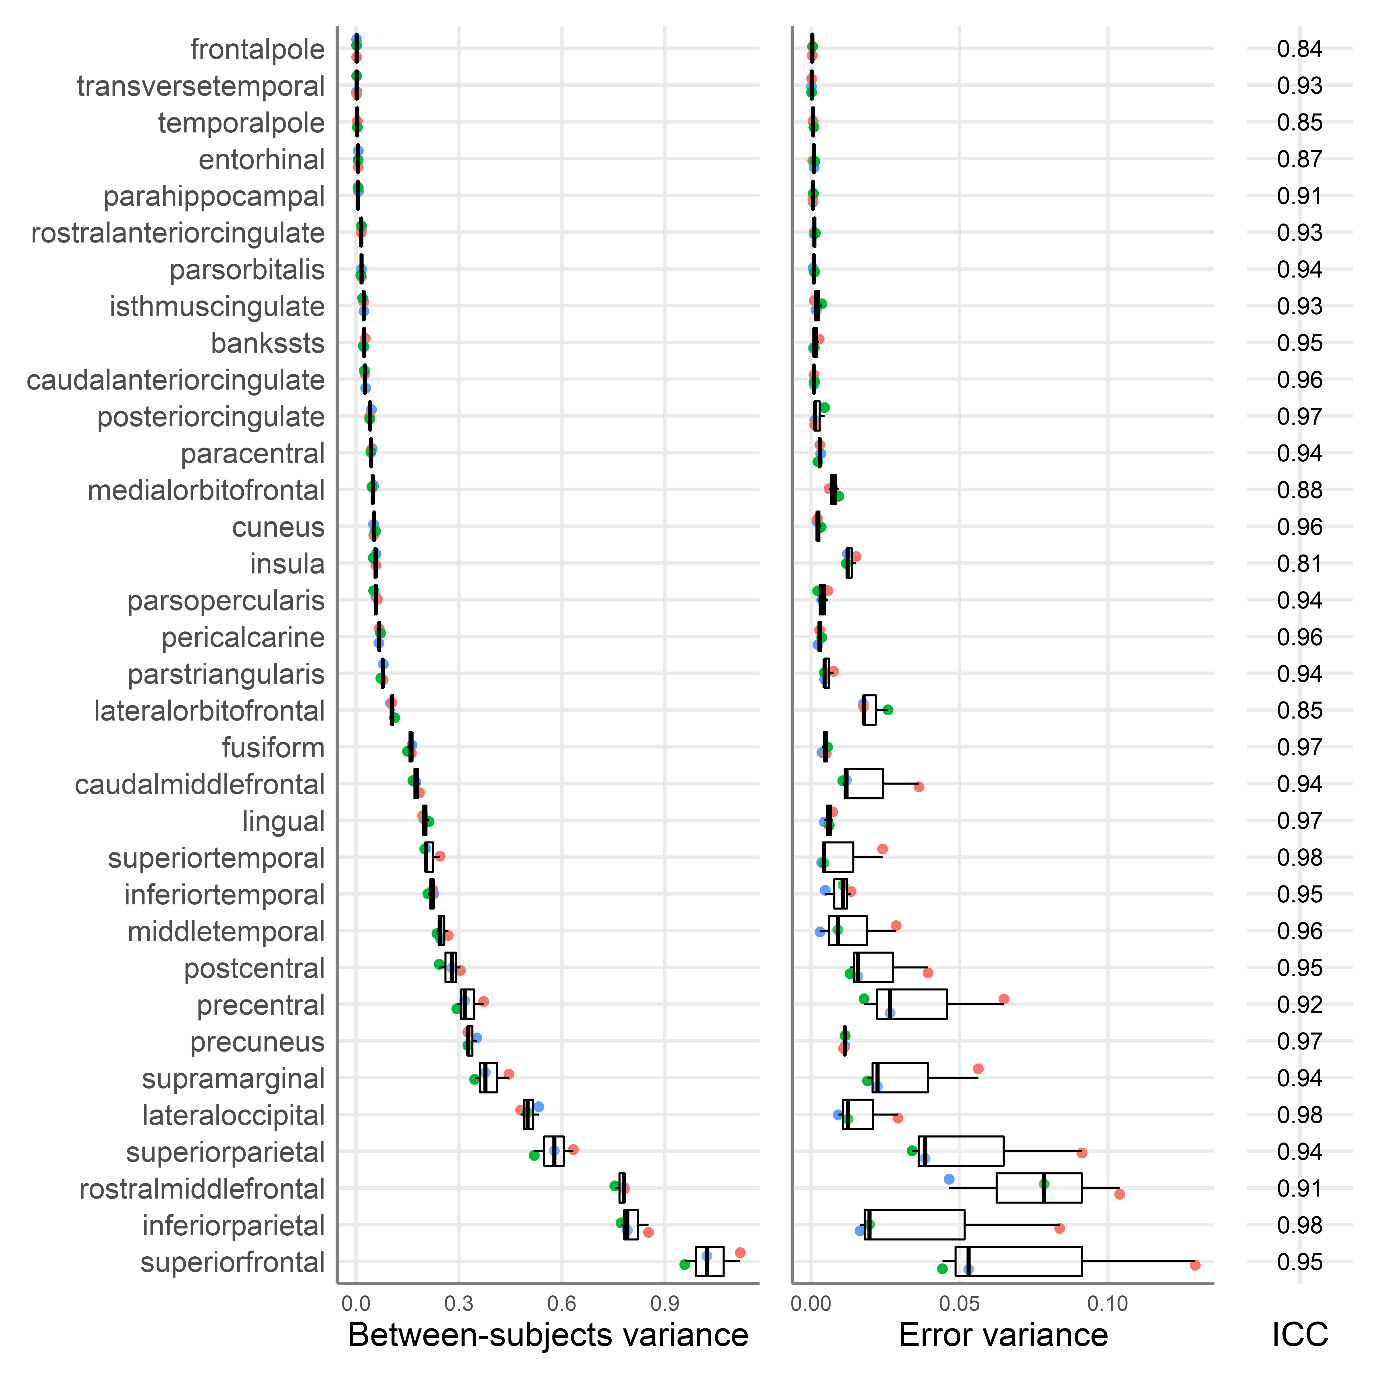 frontalpole 0.84
transversetemporal 0.93
temporalpole 0.85
entorhinal 0.87
parahippocampal 0.91
rostralanteriorcingulate 0.93
parsorbitalis 0.94
isthmuscingulate 0.93
bankssts 0.95
caudalanteriorcingulate 0.96
posteriorcingulate 0.97
paracentral 0.94
medialorbitofrontal 0.88
cuneus 0.96
insula 0.81
parsopercularis 0.94
pericalcarine 0.96
parstriangularis 0.94
lateralorbitofrontal 0.85
fusiform 0.97
caudalmiddlefrontal 0.94
lingual 0.97
superiortemporal 0.98
inferiortemporal 0.95
middletemporal 0.96
postcentral 0.95
precentral 0.92
precuneus 0.97
supramarginal 0.94
lateraloccipital 0.98
superiorparietal 0.94
rostralmiddlefrontal 0.91
inferiorparietal 0.98
superiorfrontal 0.95
0.0 0.3 0.6 0.9 0.00 0.05 0.10
Between-subjects variance Error variance ICC